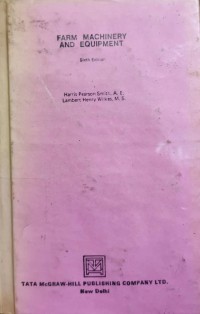 FARM MACHINERY
AND EQUIPMENT
Sixth Edition
Harris Pearson Smith, A. E.
Lambert Henry Wilkes, M. S.
TATA McGRAW-HILL PUBLISHING COMPANY LTD.
New Delhi